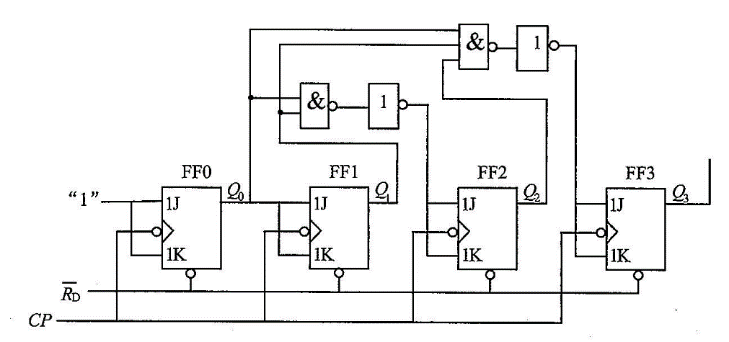 &
1
&
1
FF0
FF1
FF2
FF3
Q0
Q1
Q2
Q3
“1”
1J
1J
1J
1J
1K
1K
1K
1K
R̅D
CP